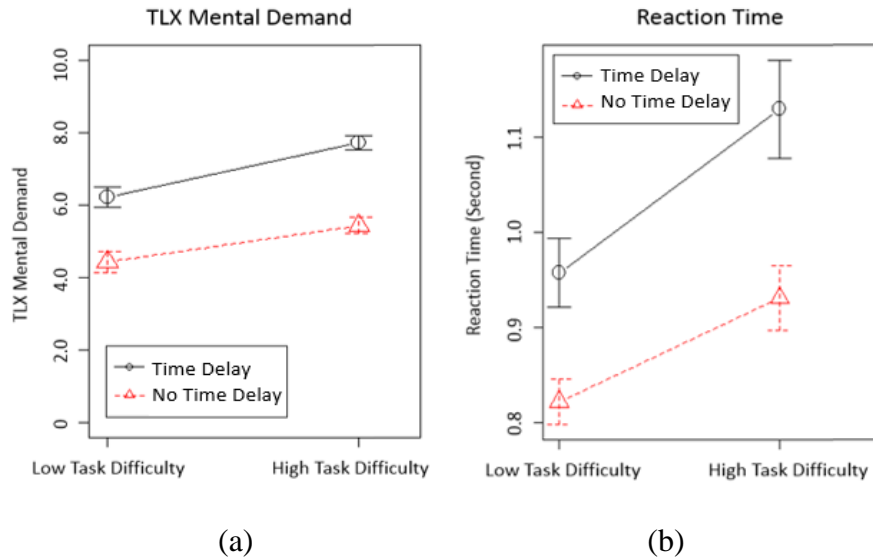 TLX Mental Demand
TLX Mental Demand
10.0
8.0
6.0
4.0
2.0
0
Time Delay
No Time Delay
Low Task Difficulty
High Task Difficulty
(a)
Reaction Time
Reaction Time (Second)
1.1
1.0
0.9
0.8
Time Delay
No Time Delay
Low Task Difficulty
High Task Difficulty
(b)